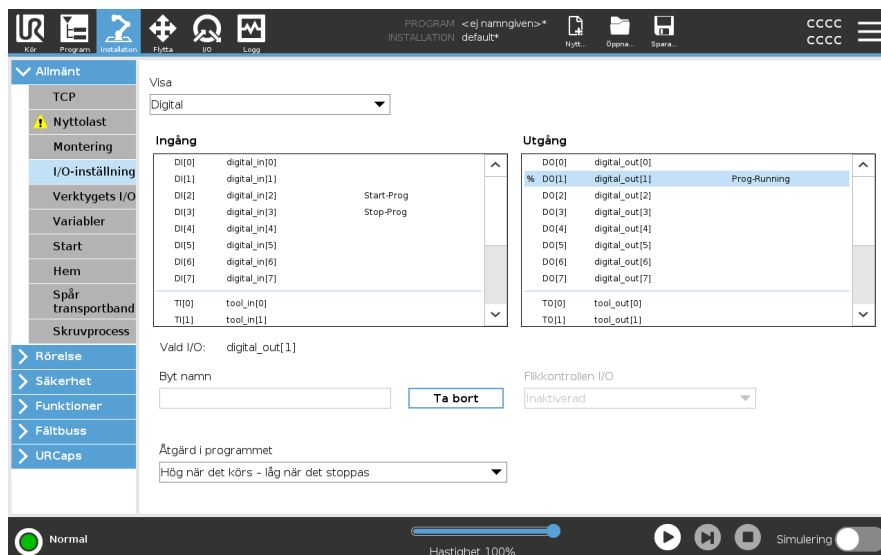 UR
PROGRAM <ej namngiven>*
INSTALLATION default*
Kör Program Installation Flytta I/O Logg Nytt... Öppna... Spara...
CCCC
CCCC
Allmänt
TCP
Nyttolast
Montering
I/O-inställning
Verktygets I/O
Variabler
Start
Hem
Spår
transportband
Skruvprocess
Rörelse
Säkerhet
Funktioner
Fältbuss
URCaps
Visa
Digital
Ingång
DI[0] digital_in[0]
DI[1] digital_in[1]
DI[2] digital_in[2] Start-Prog
DI[3] digital_in[3] Stop-Prog
DI[4] digital_in[4]
DI[5] digital_in[5]
DI[6] digital_in[6]
DI[7] digital_in[7]
TI[0] tool_in[0]
TI[1] tool_in[1]
Utgång
DO[0] digital_out[0]
% DO[1] digital_out[1] Prog-Running
DO[2] digital_out[2]
DO[3] digital_out[3]
DO[4] digital_out[4]
DO[5] digital_out[5]
DO[6] digital_out[6]
DO[7] digital_out[7]
TO[0] tool_out[0]
TO[1] tool_out[1]
Vald I/O: digital_out[1]
Byt namn
Ta bort
Flikkontrollen I/O
Inaktiverad
Åtgärd i programmet
Hög när det körs - låg när det stoppas
Normal
Hastighet 100%
Simulering